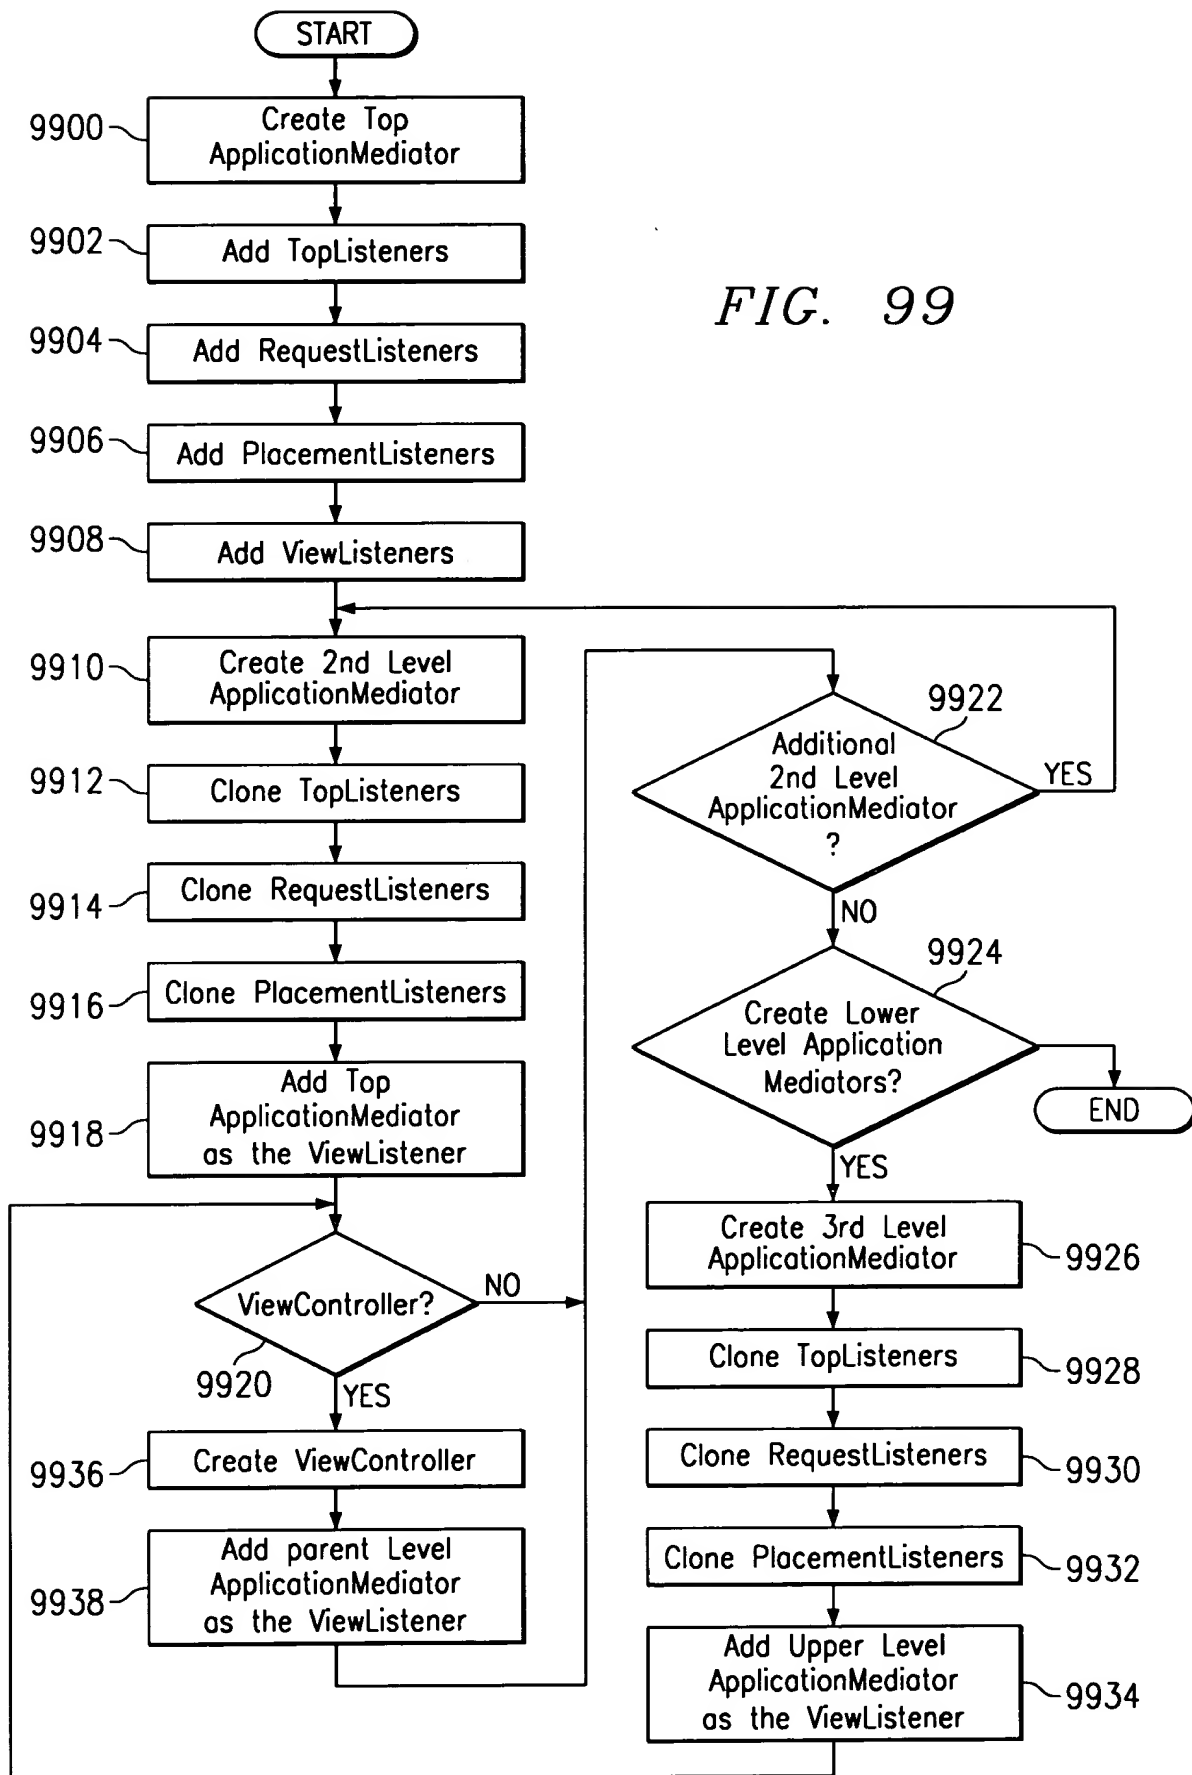 START
9900
Create Top
ApplicationMediator
9902
Add TopListeners
FIG. 99
9904
Add RequestListeners
9906
Add PlacementListeners
9908
Add ViewListeners
9910
Create 2nd Level
ApplicationMediator
9912
Clone TopListeners
9914
Clone RequestListeners
9916
Clone PlacementListeners
9918
Add Top
ApplicationMediator
as the ViewListener
ViewController?
NO
9920
YES
9936
Create ViewController
9938
Add parent Level
ApplicationMediator
as the ViewListener
9922
Additional
2nd Level
ApplicationMediator
?
YES
NO
9924
Create Lower
Level Application
Mediators?
END
YES
Create 3rd Level
ApplicationMediator
9926
Clone TopListeners
9928
Clone RequestListeners
9930
Clone PlacementListeners
9932
Add Upper Level
ApplicationMediator
as the ViewListener
9934